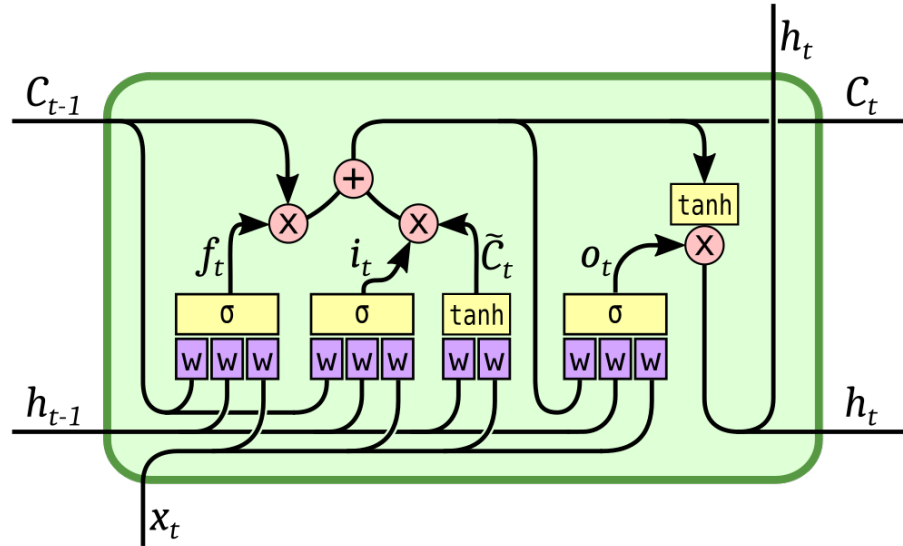 h_t
C_{t-1} C_t
+
tanh
x x x
f_t i_t C̃_t o_t
σ σ tanh σ
w w w w w w w w w w w
h_{t-1} h_t
x_t